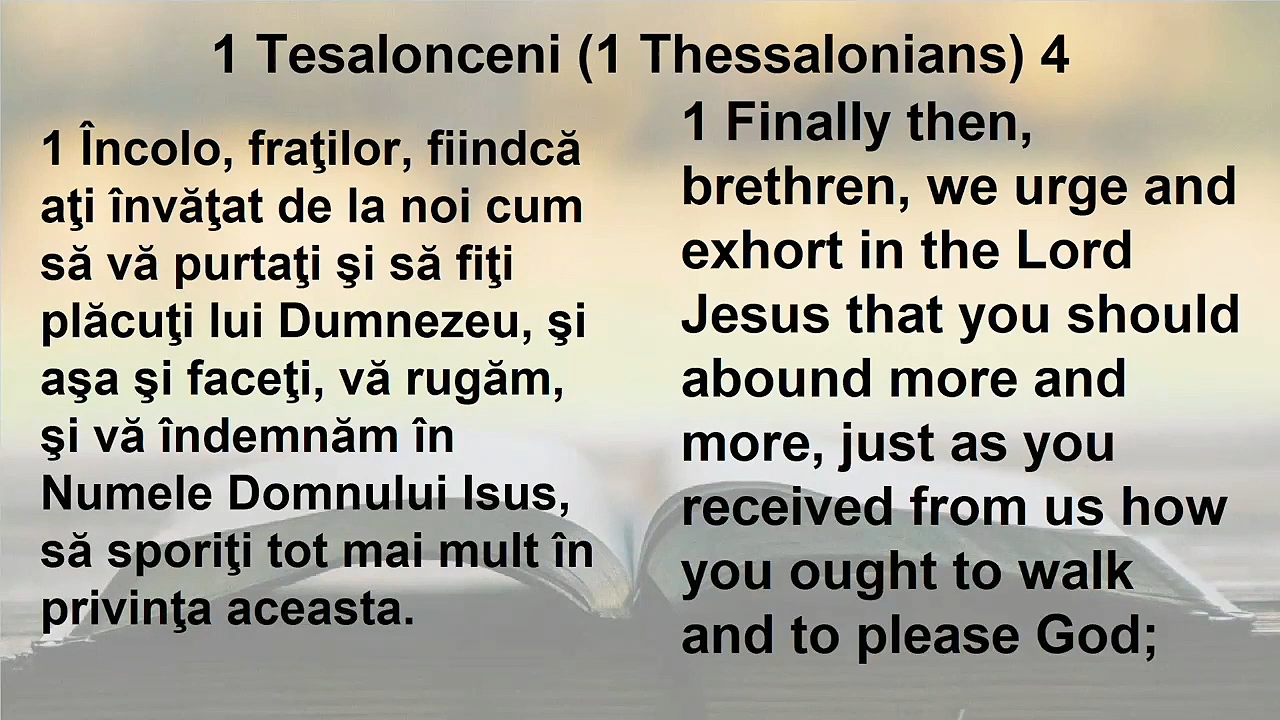 1 Tesalonceni (1 Thessalonians) 4
1 Încolo, fraţilor, fiindcă
aţi învăţat de la noi cum
să vă purtaţi şi să fiţi
plăcuţi lui Dumnezeu, şi
aşa şi faceţi, vă rugăm,
şi vă îndemnăm în
Numele Domnului Isus,
să sporiţi tot mai mult în
privinţa aceasta.
1 Finally then,
brethren, we urge and
exhort in the Lord
Jesus that you should
abound more and
more, just as you
received from us how
you ought to walk
and to please God;